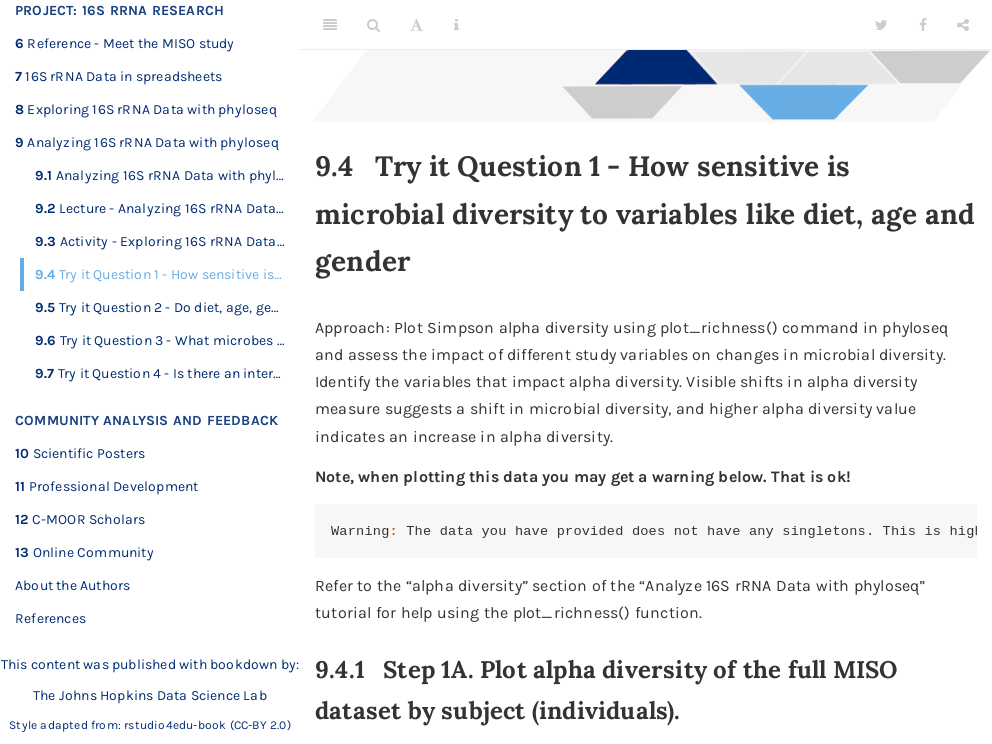 PROJECT: 16S RRNA RESEARCH
6 Reference - Meet the MISO study
7 16S rRNA Data in spreadsheets
8 Exploring 16S rRNA Data with phyloseq
9 Analyzing 16S rRNA Data with phyloseq
9.1 Analyzing 16S rRNA Data with phyl...
9.2 Lecture - Analyzing 16S rRNA Data...
9.3 Activity - Exploring 16S rRNA Data...
9.4 Try it Question 1 - How sensitive is...
9.5 Try it Question 2 - Do diet, age, ge...
9.6 Try it Question 3 - What microbes ...
9.7 Try it Question 4 - Is there an inter...
COMMUNITY ANALYSIS AND FEEDBACK
10 Scientific Posters
11 Professional Development
12 C-MOOR Scholars
13 Online Community
About the Authors
References
This content was published with bookdown by:
The Johns Hopkins Data Science Lab
Style adapted from: rstudio4edu-book (CC-BY 2.0)
9.4 Try it Question 1 - How sensitive is
microbial diversity to variables like diet, age and
gender
Approach: Plot Simpson alpha diversity using plot_richness() command in phyloseq
and assess the impact of different study variables on changes in microbial diversity.
Identify the variables that impact alpha diversity. Visible shifts in alpha diversity
measure suggests a shift in microbial diversity, and higher alpha diversity value
indicates an increase in alpha diversity.
Note, when plotting this data you may get a warning below. That is ok!
Warning: The data you have provided does not have any singletons. This is high
Refer to the “alpha diversity” section of the “Analyze 16S rRNA Data with phyloseq”
tutorial for help using the plot_richness() function.
9.4.1 Step 1A. Plot alpha diversity of the full MISO
dataset by subject (individuals).